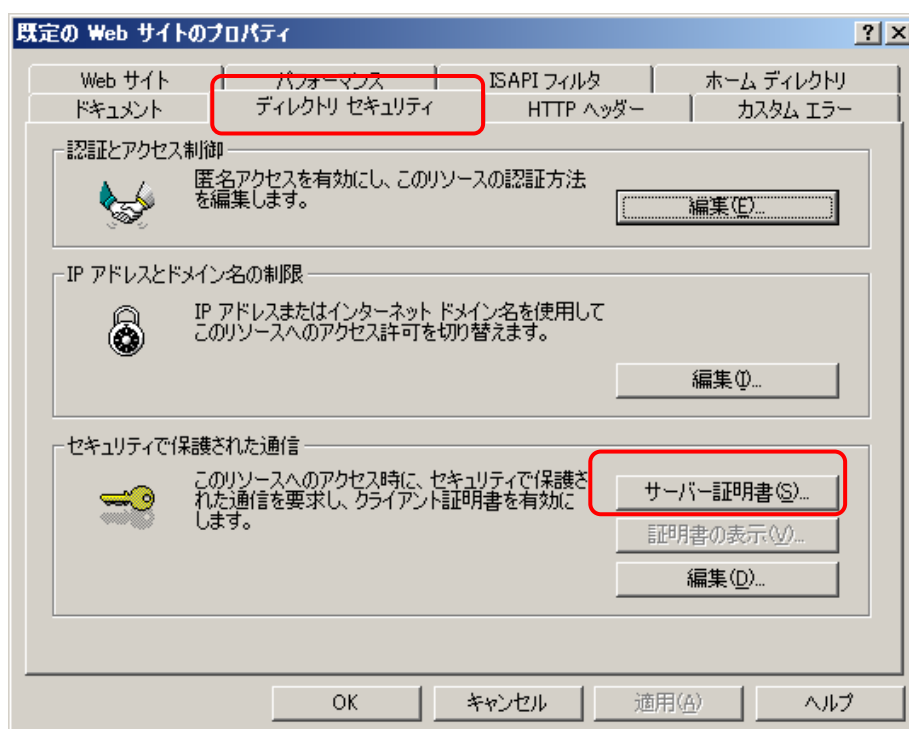 既定の Web サイトのプロパティ
Web サイト
パフォーマンス
ISAPI フィルタ
ホーム ディレクトリ
ドキュメント
ディレクトリ セキュリティ
HTTP ヘッダー
カスタム エラー
認証とアクセス制御
匿名アクセスを有効にし、このリソースの認証方法
を編集します。
編集(E)...
IP アドレスとドメイン名の制限
IP アドレスまたはインターネット ドメイン名を使用して
このリソースへのアクセス許可を切り替えます。
編集(I)...
セキュリティで保護された通信
このリソースへのアクセス時に、セキュリティで保護さ
れた通信を要求し、クライアント証明書を有効に
します。
サーバー証明書(S)...
証明書の表示(V)...
編集(D)...
OK
キャンセル
適用(A)
ヘルプ